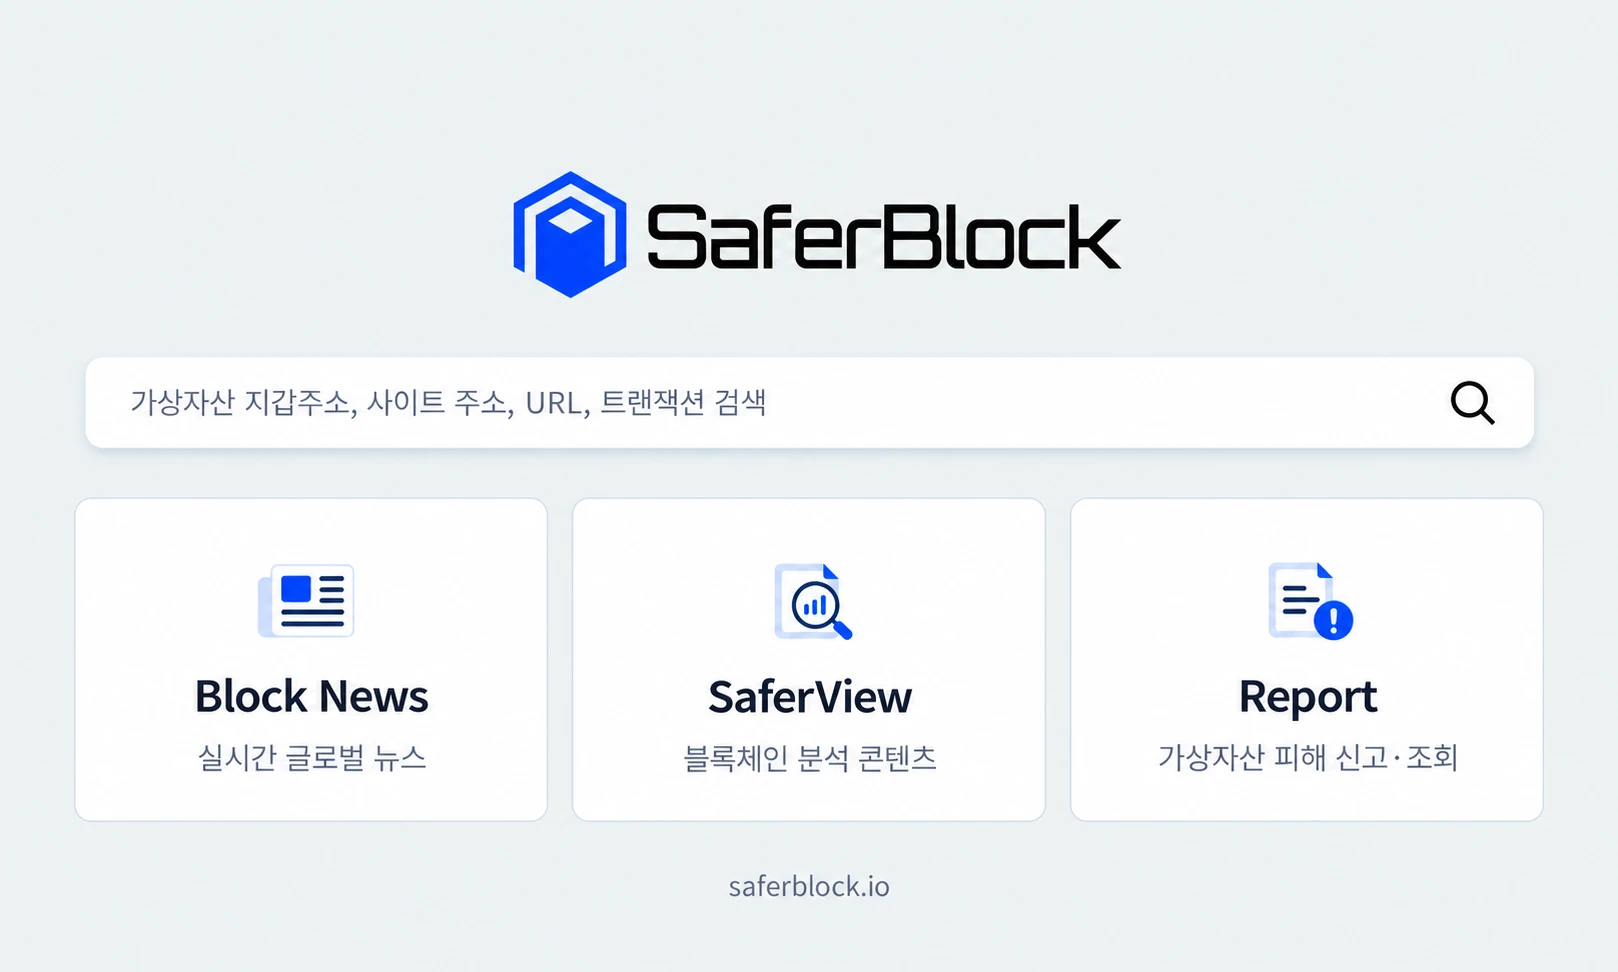 SaferBlock
가상자산 지갑주소, 사이트 주소, URL, 트랜잭션 검색
Block News
실시간 글로벌 뉴스
SaferView
블록체인 분석 콘텐츠
Report
가상자산 피해 신고·조회
saferblock.io